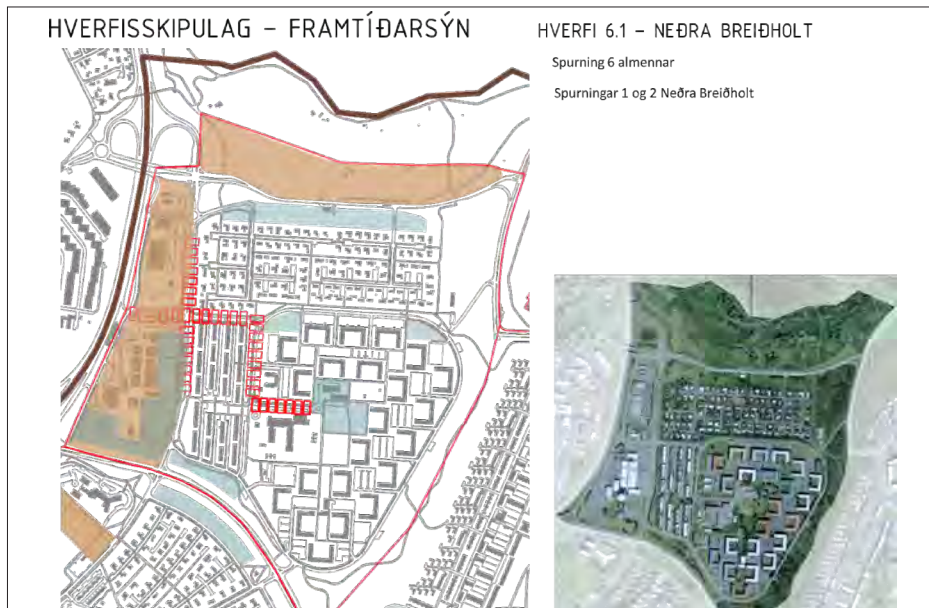 HVERFISSKIPULAG – FRAMTÍÐARSÝN
HVERFI 6.1 – NEÐRA BREIÐHOLT
Spurning 6 almennar
Spurningar 1 og 2 Neðra Breiðholt